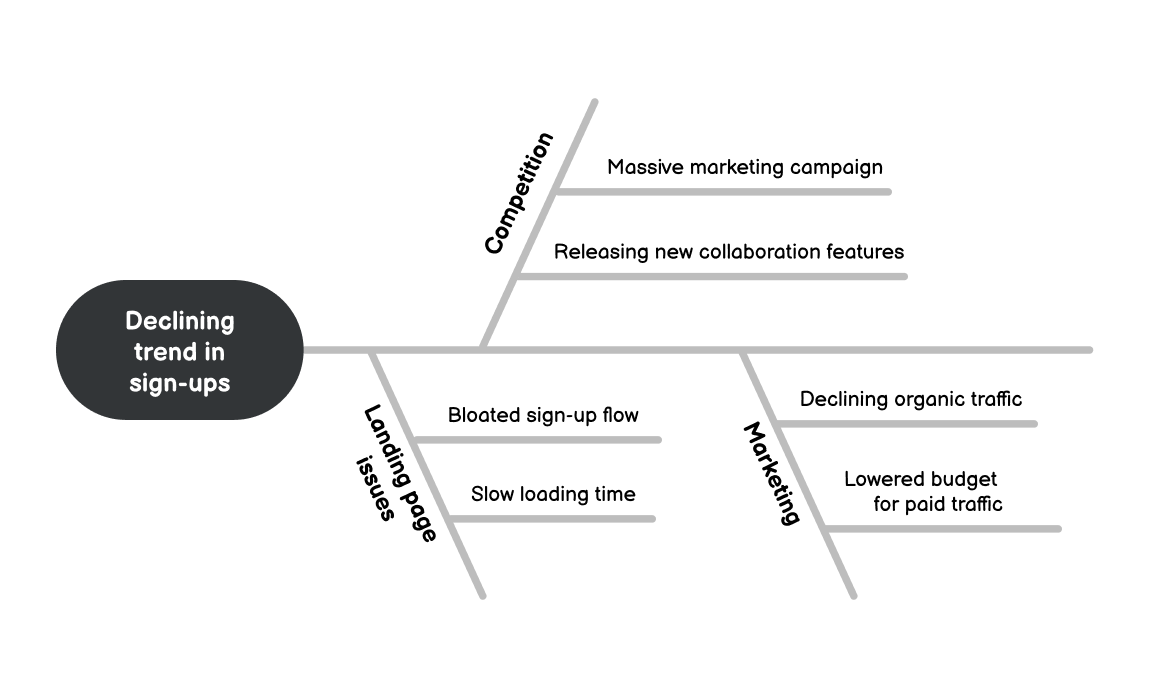 Declining
trend in
sign-ups
Competition
Massive marketing campaign
Releasing new collaboration features
Landing page
issues
Bloated sign-up flow
Slow loading time
Marketing
Declining organic traffic
Lowered budget
for paid traffic